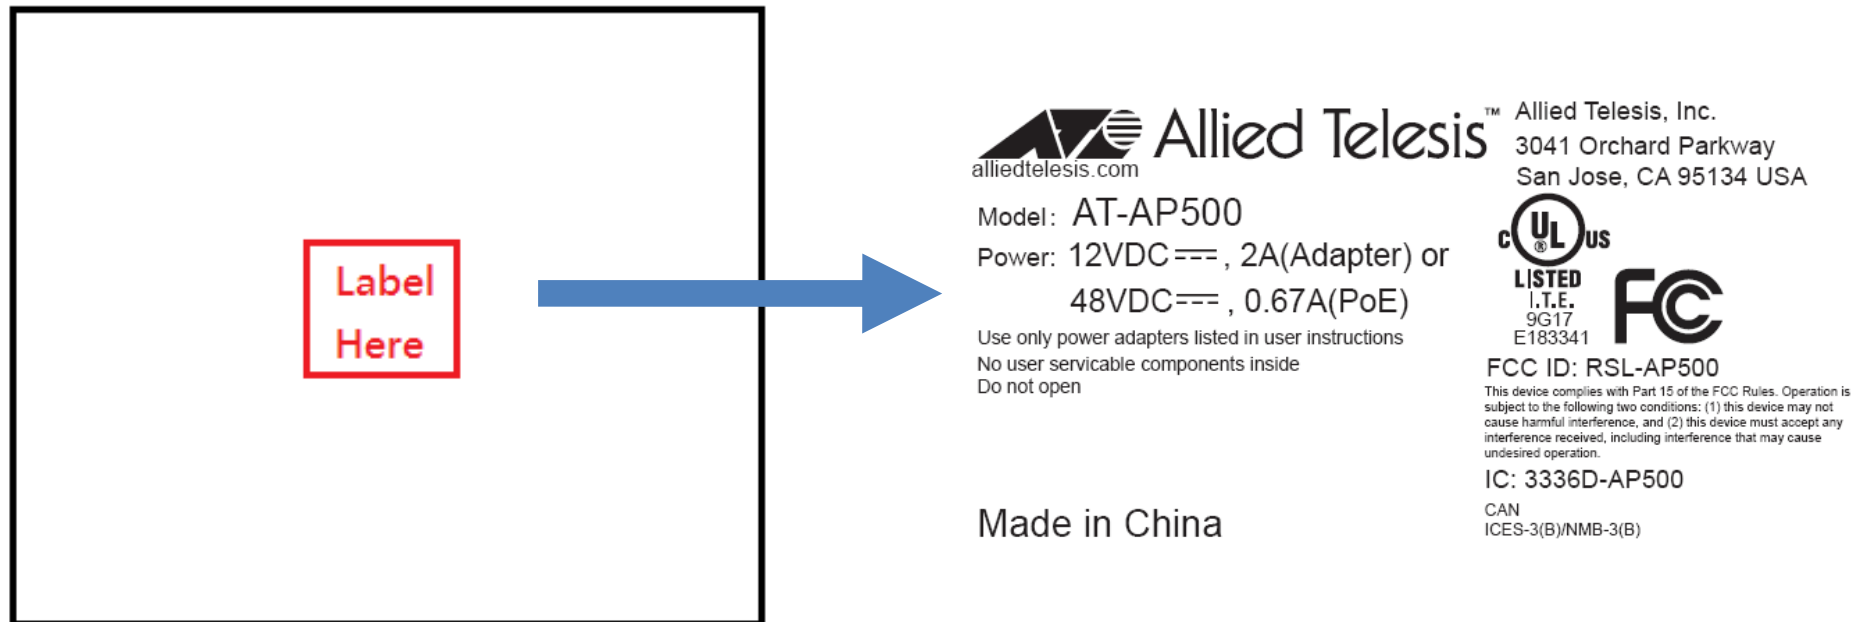 Label
Here
Allied Telesis™
alliedtelesis.com
Model: AT-AP500
Power: 12VDC⎓, 2A(Adapter) or
48VDC⎓, 0.67A(PoE)
Use only power adapters listed in user instructions
No user servicable components inside
Do not open
Made in China
Allied Telesis, Inc.
3041 Orchard Parkway
San Jose, CA 95134 USA
C UL ® US
LISTED
I.T.E.
9G17
E183341
FC
FCC ID: RSL-AP500
This device complies with Part 15 of the FCC Rules. Operation is
subject to the following two conditions: (1) this device may not
cause harmful interference, and (2) this device must accept any
interference received, including interference that may cause
undesired operation.
IC: 3336D-AP500
CAN
ICES-3(B)/NMB-3(B)